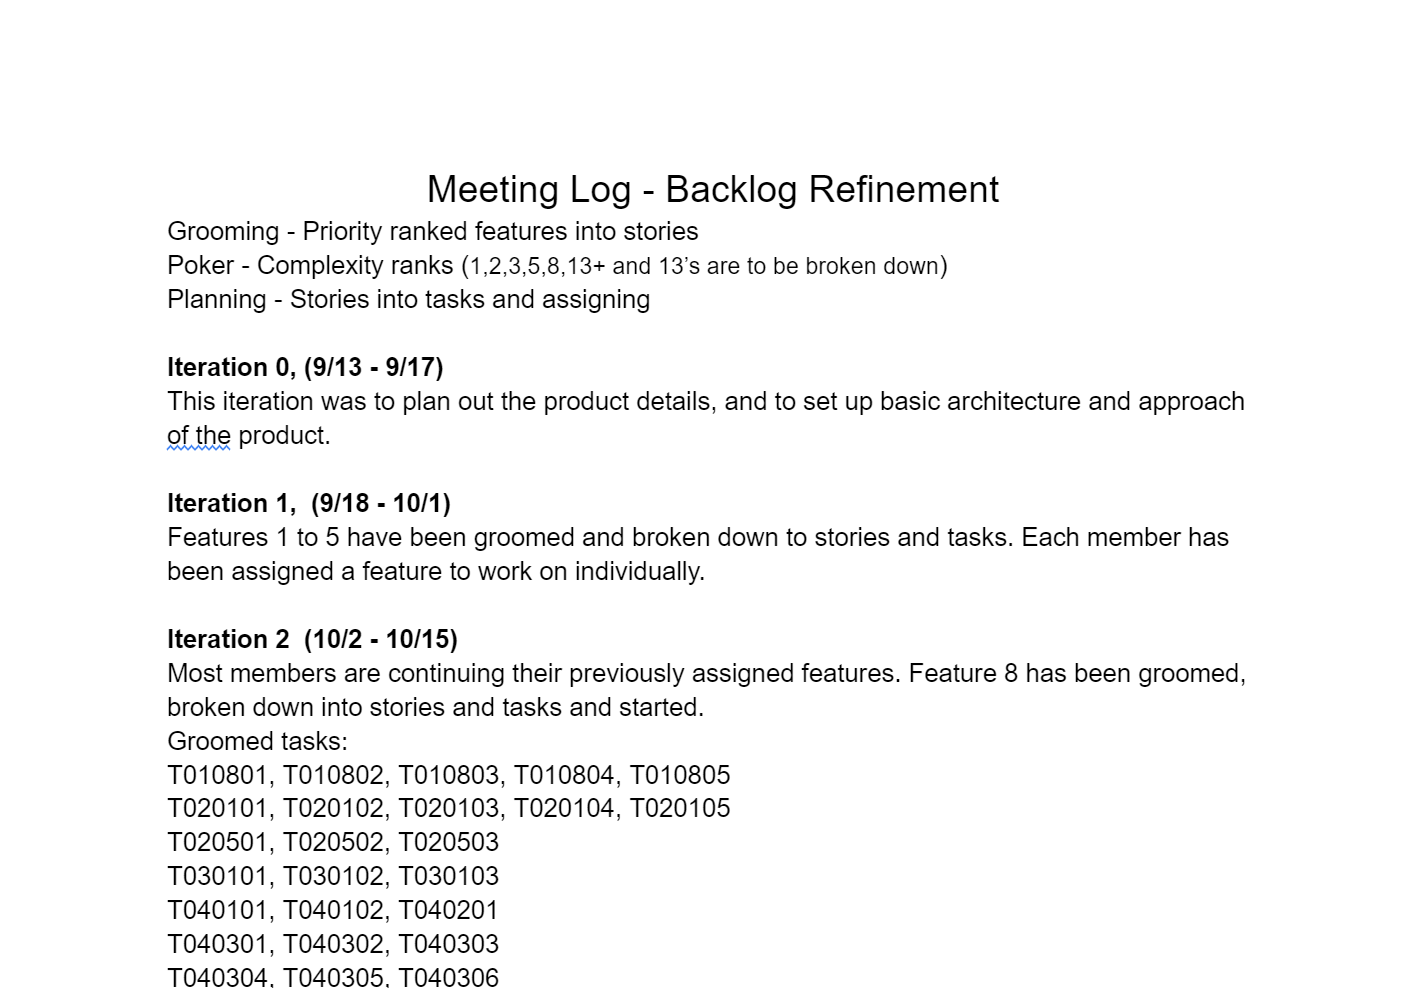 Meeting Log - Backlog Refinement
Grooming - Priority ranked features into stories
Poker - Complexity ranks (1,2,3,5,8,13+ and 13’s are to be broken down)
Planning - Stories into tasks and assigning
Iteration 0, (9/13 - 9/17)
This iteration was to plan out the product details, and to set up basic architecture and approach
of the product.
Iteration 1,  (9/18 - 10/1)
Features 1 to 5 have been groomed and broken down to stories and tasks. Each member has
been assigned a feature to work on individually.
Iteration 2  (10/2 - 10/15)
Most members are continuing their previously assigned features. Feature 8 has been groomed,
broken down into stories and tasks and started.
Groomed tasks:
T010801, T010802, T010803, T010804, T010805
T020101, T020102, T020103, T020104, T020105
T020501, T020502, T020503
T030101, T030102, T030103
T040101, T040102, T040201
T040301, T040302, T040303
T040304, T040305, T040306